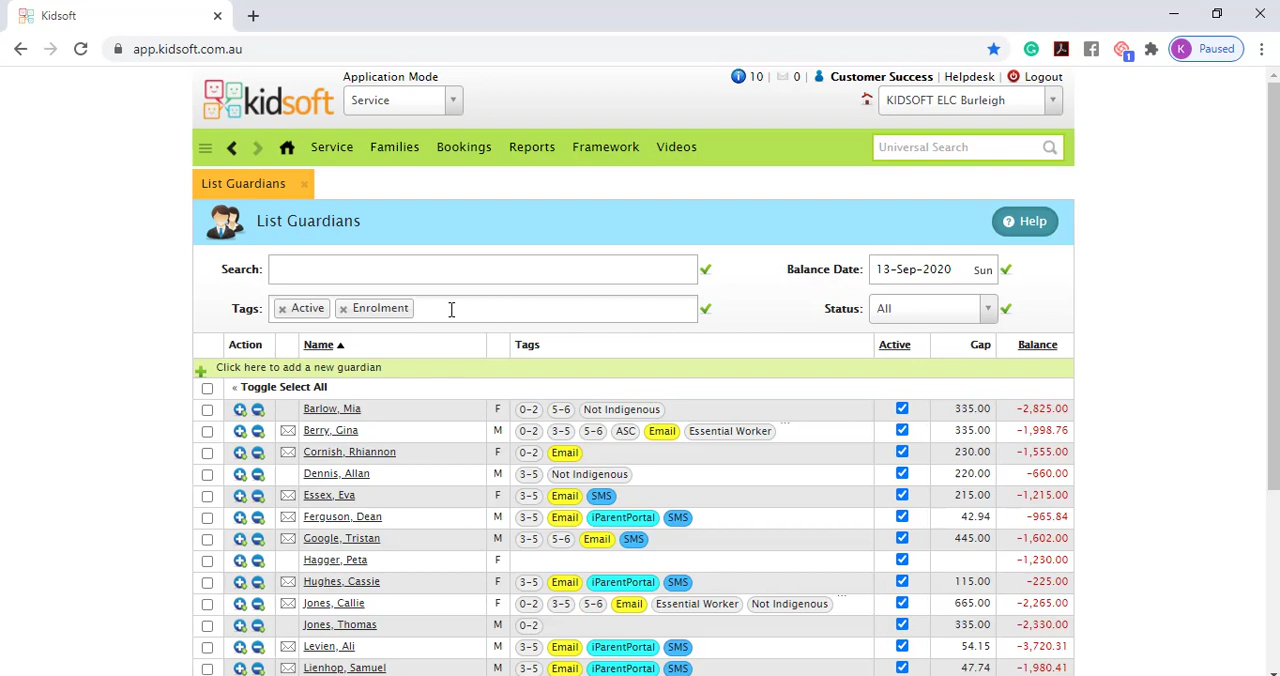 Kidsoft
app.kidsoft.com.au
K Paused
1
kidsoft
Application Mode
Service
10 | 0 Customer Success | Helpdesk | Logout
KIDSOFT ELC Burleigh
Service Families Bookings Reports Framework Videos Universal Search
List Guardians
List Guardians
? Help
Search: Balance Date: 13-Sep-2020 Sun
Tags: × Active × Enrolment Status: All
Action Name Tags Active Gap Balance
Click here to add a new guardian
« Toggle Select All
Barlow, Mia F 0-2 5-6 Not Indigenous 335.00 -2,825.00
Berry, Gina M 0-2 3-5 5-6 ASC Email Essential Worker ... 335.00 -1,998.76
Cornish, Rhiannon F 0-2 Email 230.00 -1,555.00
Dennis, Allan M 3-5 Not Indigenous 220.00 -660.00
Essex, Eva F 3-5 Email SMS 215.00 -1,215.00
Ferguson, Dean M 3-5 Email iParentPortal SMS 42.94 -965.84
Google, Tristan M 3-5 5-6 Email SMS 445.00 -1,602.00
Hagger, Peta F -1,230.00
Hughes, Cassie F 3-5 Email iParentPortal SMS 115.00 -225.00
Jones, Callie F 0-2 3-5 5-6 Email Essential Worker Not Indigenous ... 665.00 -2,265.00
Jones, Thomas M 0-2 335.00 -2,330.00
Levien, Ali M 3-5 Email iParentPortal SMS 54.15 -3,720.31
Lienhop, Samuel M 3-5 Email iParentPortal SMS 47.74 -1,980.41